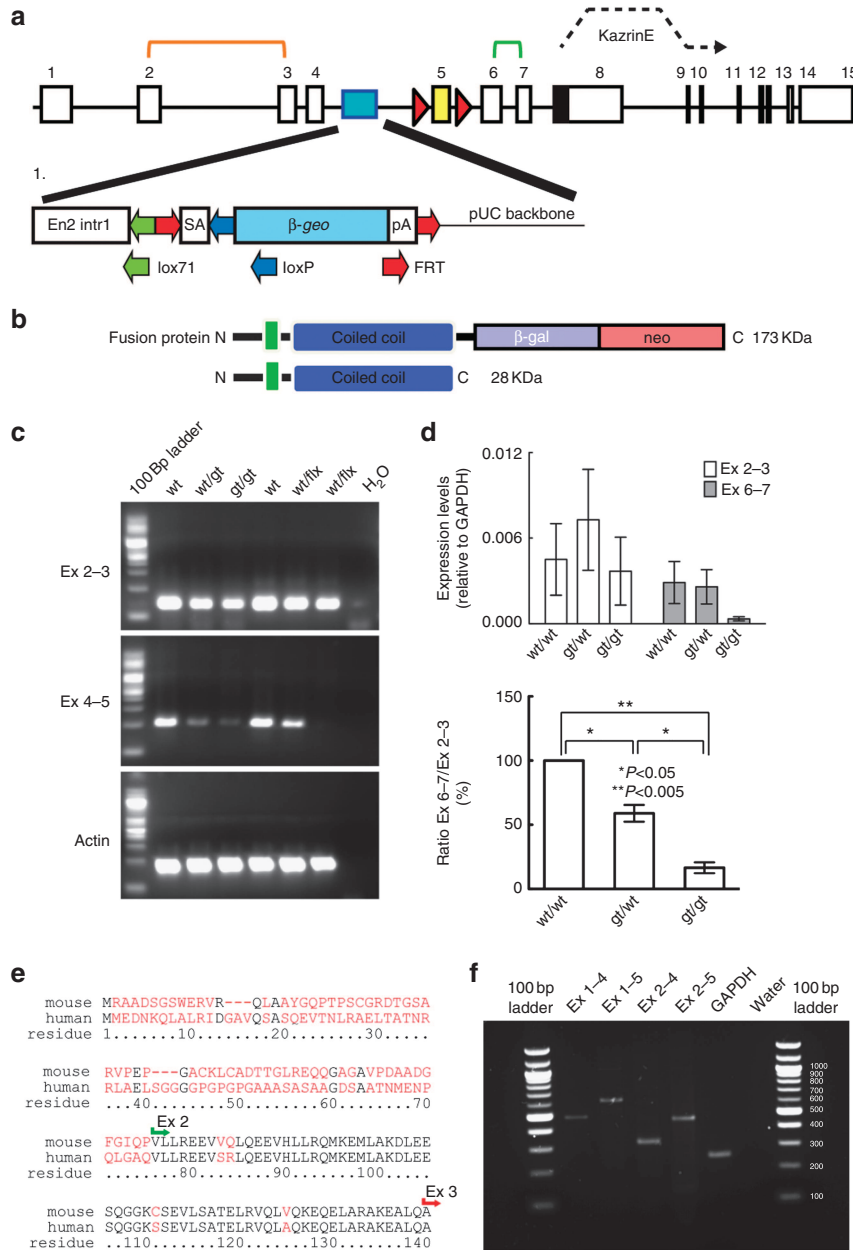 a
KazrinE
1 2 3 4 5 6 7 8 9 10 11 12 13 14 15
1.
En2 intr1 SA β-geo pA pUC backbone
lox71 loxP FRT
b
Fusion protein N Coiled coil β-gal neo C 173 KDa
N Coiled coil C 28 KDa
c
100 Bp ladder wt wt/gt gt/gt wt wt/flx wt/flx H2O
Ex 2–3
Ex 4–5
Actin
d
Expression levels
(relative to GAPDH)
0.012
0.006
0.000
Ex 2–3
Ex 6–7
wt/wt gt/wt gt/gt wt/wt gt/wt gt/gt
Ratio Ex 6–7/Ex 2–3
(%)
150
100
50
0
**
* *
*P<0.05
**P<0.005
wt/wt gt/wt gt/gt
e
mouse MRAADSGSWERVR---QLAAYGQPTPSCGRDTGSA
human MMEDNKQLALRIDGAVQSASQEVTNLRAELTATNR
residue 1........10........20........30.....
mouse RVPEP---GACKLCADTTGLREQQGAGAVPDAADG
human RLAELSGGGGPGPGPGAAASASAAGDSAATNMENP
residue ....40........50........60........70
Ex 2
mouse FGIQPVLLREEVVQLQEEVHLLRQMKEMLAKDLEE
human QLGAQVLLREEVSRLQEEVHLLRQMKEMLAKDLEE
residue .........80........90.......100.....
Ex 3
mouse SQGGKCSEVLSATELRVQLVQKEQELARAKEALQA
human SQGGKSSEVLSATELRVQLAQKEQELARAKEALQA
residue ...110.......120.......130.......140
f
100 bp
ladder
Ex 1–4 Ex 1–5 Ex 2–4 Ex 2–5 GAPDH Water
100 bp
ladder
1000
900
800
700
600
500
400
300
200
100